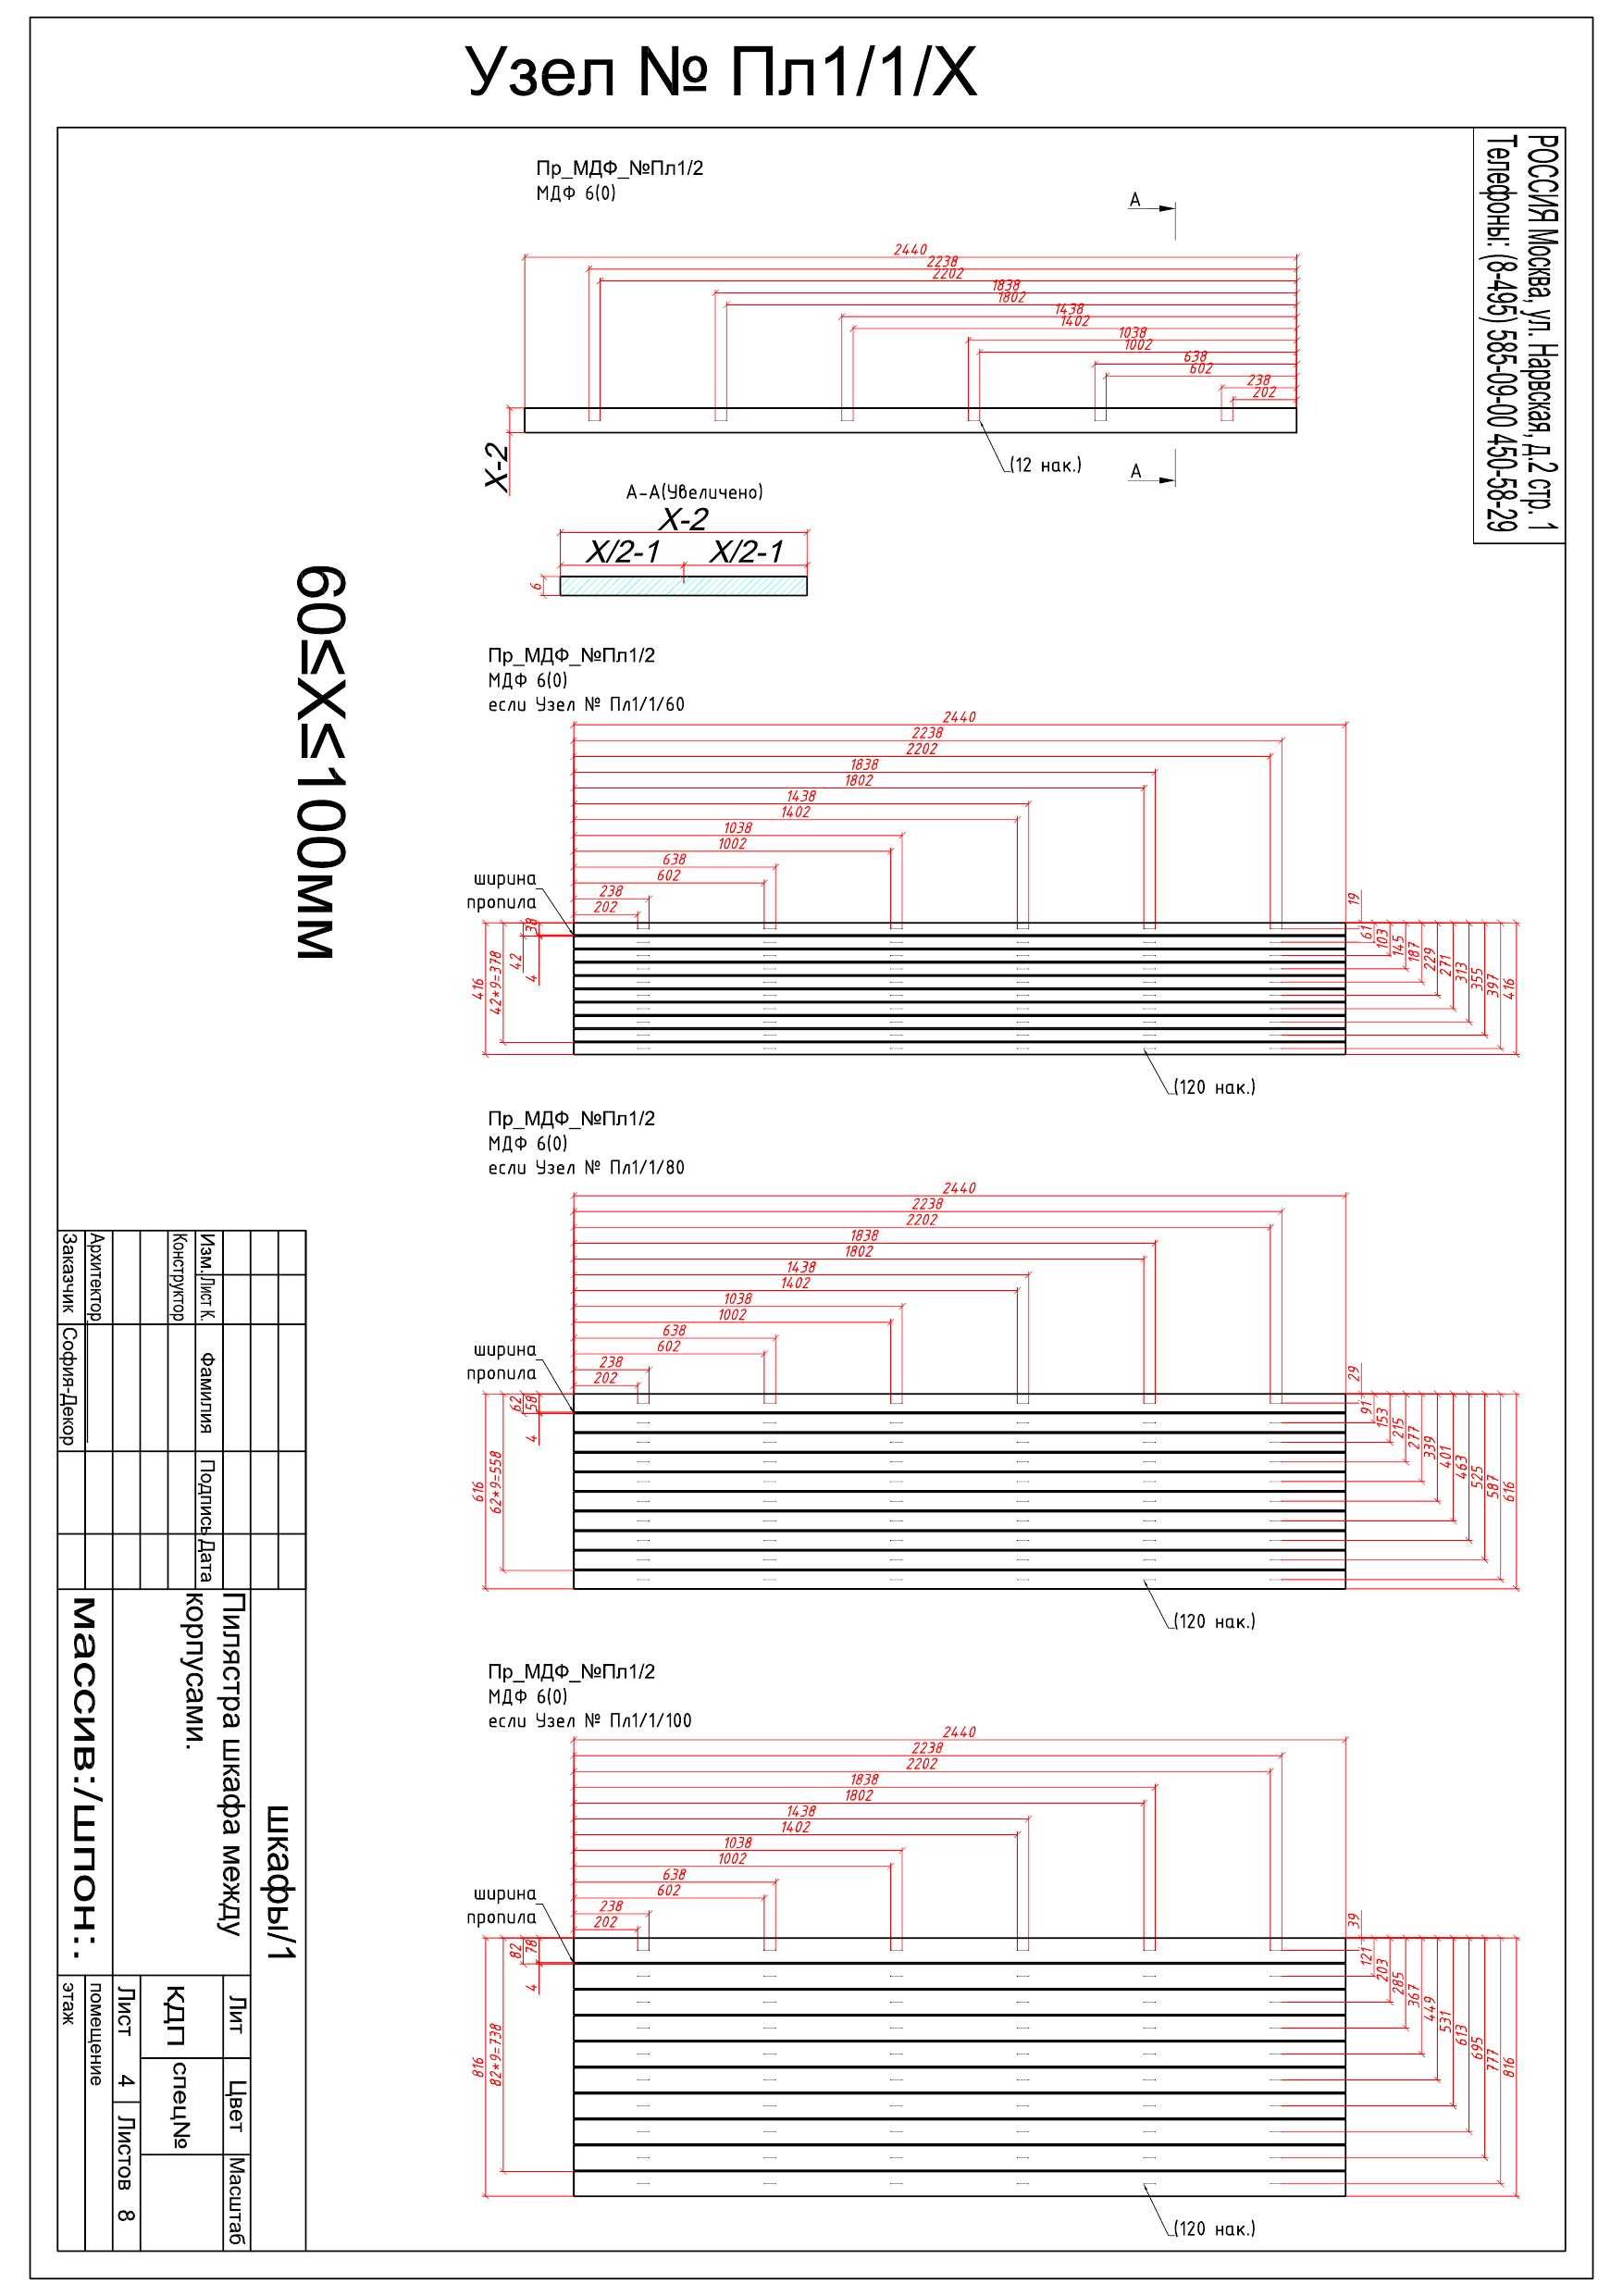 Узел № Пл1/1/Х
РОССИЯ Москва, ул. Нарвская, д.2 стр. 1
Телефоны: (8-495) 585-09-00 450-58-29
Пр_МДФ_№Пл1/2
МДФ 6(0)
А
2440
2238
2202
1838
1802
1438
1402
1038
1002
638
602
238
202
Х-2
(12 нак.)
А
А-А(Увеличено)
Х-2
Х/2-1 Х/2-1
6
60≤Х≤100мм
Пр_МДФ_№Пл1/2
МДФ 6(0)
если Узел № Пл1/1/60
2440
2238
2202
1838
1802
1438
1402
1038
1002
638
602
238
202
ширина
пропила
416
42*9=378
42
38
4
19
61
103
145
187
229
271
313
355
397
416
(120 нак.)
Пр_МДФ_№Пл1/2
МДФ 6(0)
если Узел № Пл1/1/80
2440
2238
2202
1838
1802
1438
1402
1038
1002
638
602
238
202
ширина
пропила
616
62*9=558
62
58
4
29
91
153
215
277
339
401
463
525
587
616
(120 нак.)
Пр_МДФ_№Пл1/2
МДФ 6(0)
если Узел № Пл1/1/100
2440
2238
2202
1838
1802
1438
1402
1038
1002
638
602
238
202
ширина
пропила
816
82*9=738
82
78
4
39
121
203
285
367
449
531
613
695
777
816
(120 нак.)
шкафы/1
Изм. Лист К. Фамилия Подпись Дата
Конструктор
Архитектор
Заказчик София-Декор
Пилястра шкафа между
корпусами.
массив:/шпон:.
Лит Цвет Масштаб
КДП спец№
Лист 4 Листов 8
помещение
этаж